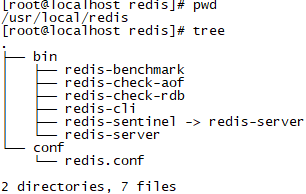 [root@localhost redis]# pwd
/usr/local/redis
[root@localhost redis]# tree
.
├── bin
│   ├── redis-benchmark
│   ├── redis-check-aof
│   ├── redis-check-rdb
│   ├── redis-cli
│   ├── redis-sentinel -> redis-server
│   └── redis-server
└── conf
    └── redis.conf

2 directories, 7 files